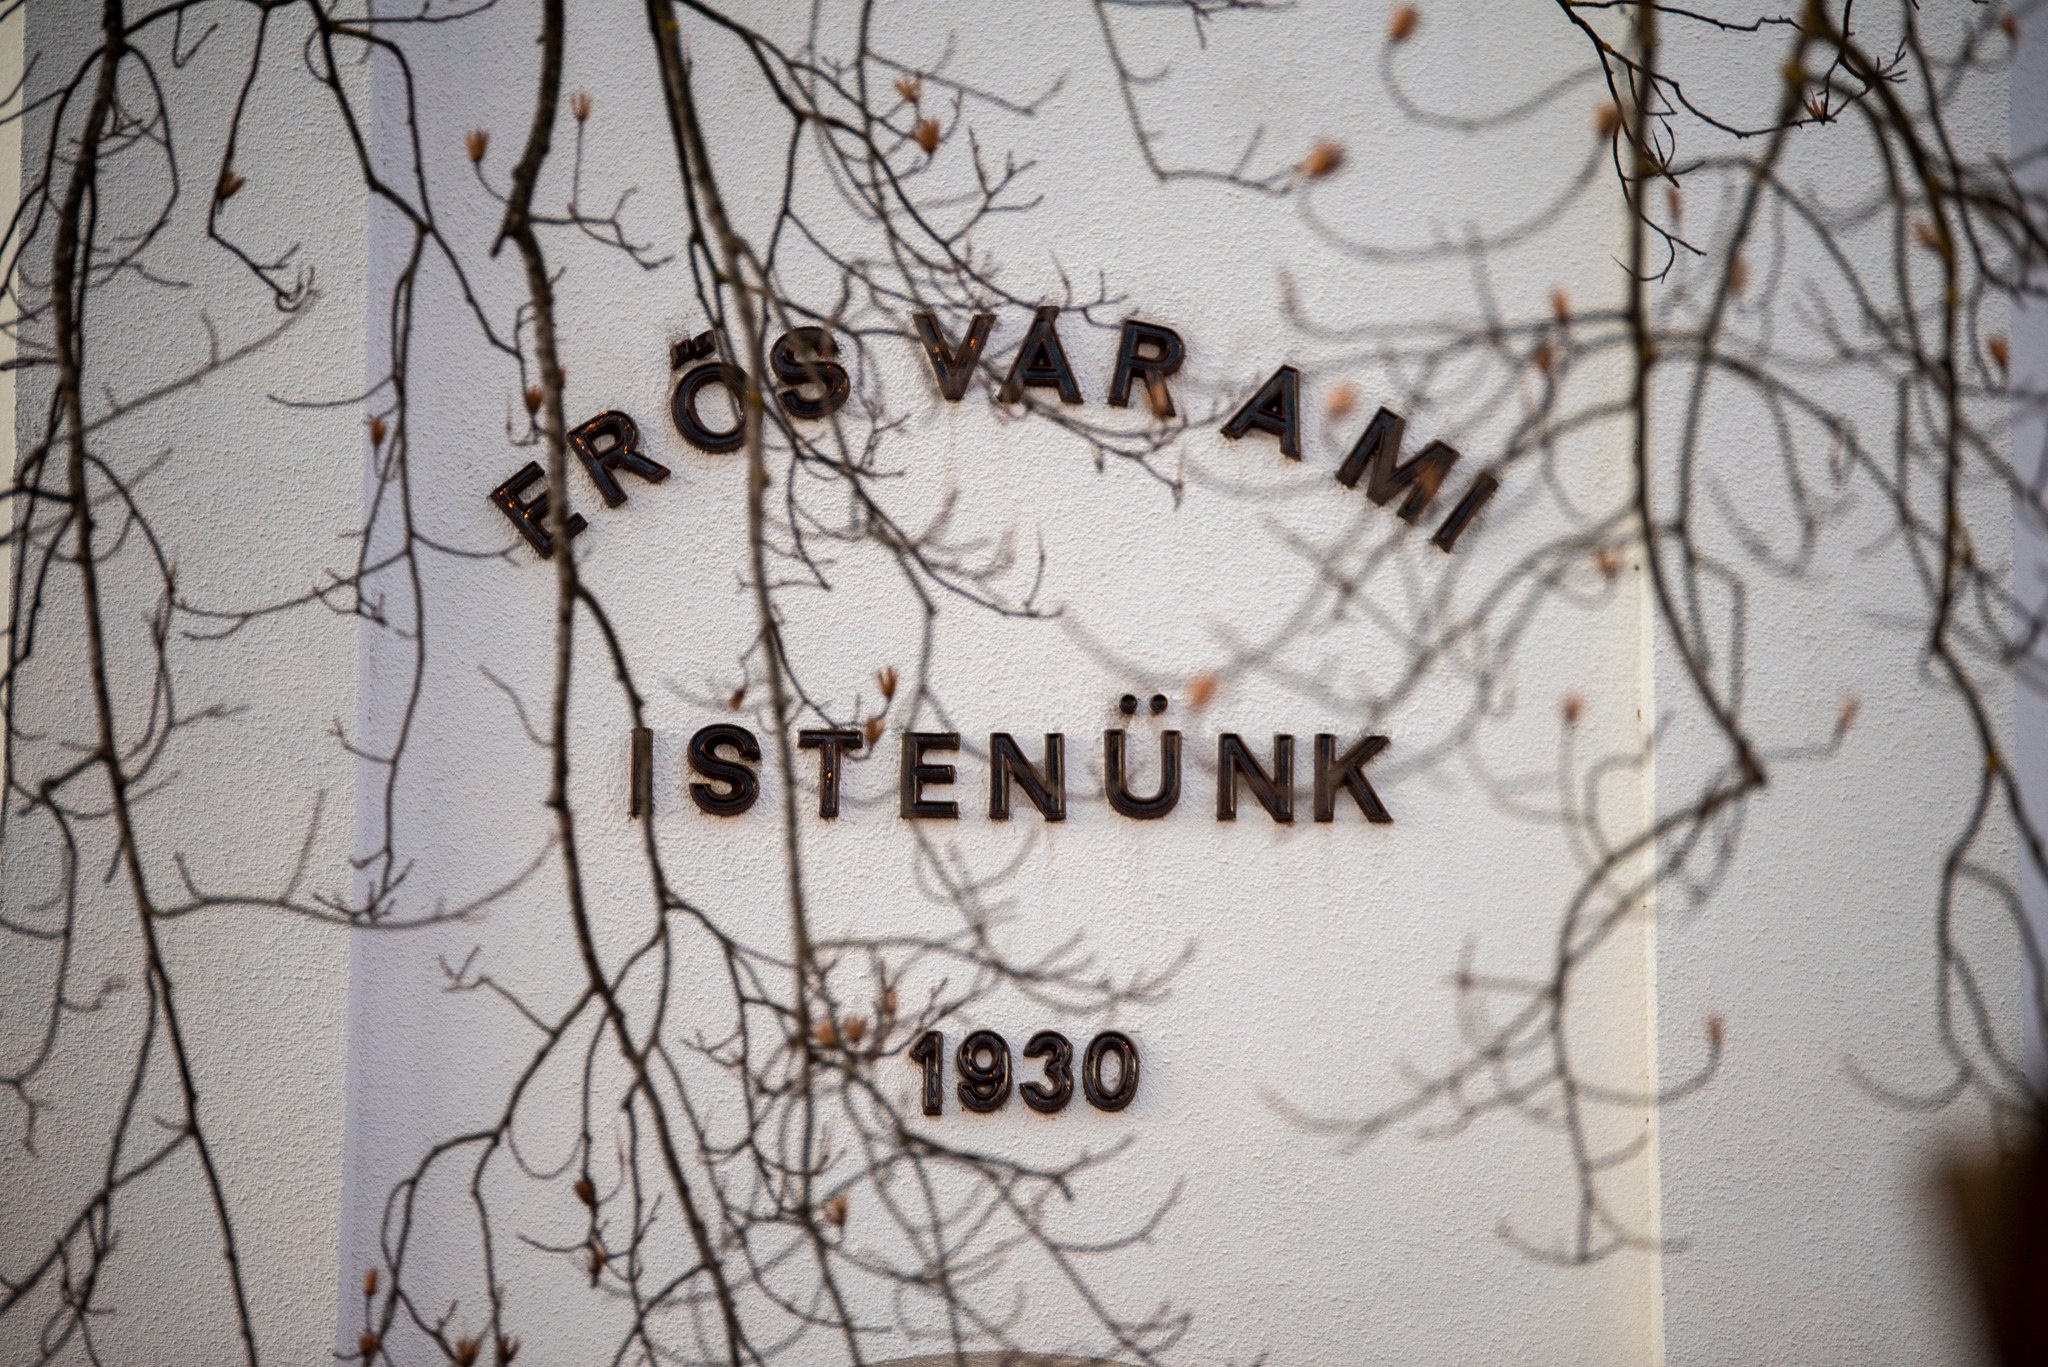 ERŐS VÁR A MI
ISTENÜNK
1930